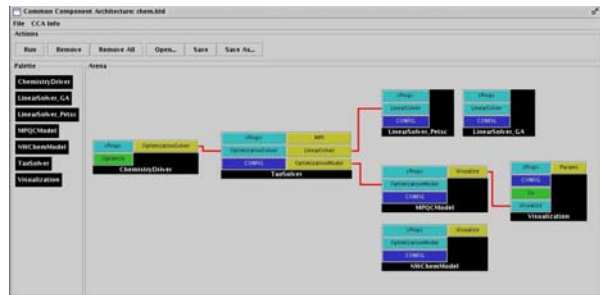 Common Component Architecture: chem.bld
File CCA Info
Actions
Run Remove Remove All Open... Save Save As...
Palette Arena
ChemistryDriver
LinearSolver_GA
LinearSolver_Petsc
MPQCModel
NWChemModel
TaoSolver
Visualization
cProps OptimizationSolver
Optimize
ChemistryDriver
cProps MPI
OptimizationSolver LinearSolver
CONFIG OptimizationModel
TaoSolver
cProps
LinearSolver
CONFIG
LinearSolver_Petsc
cProps
LinearSolver
CONFIG
LinearSolver_GA
cProps Visualize
OptimizationModel
CONFIG
MPQCModel
cProps Params
CONFIG
Go
Visualize
Visualization
cProps Visualize
OptimizationModel
CONFIG
NWChemModel